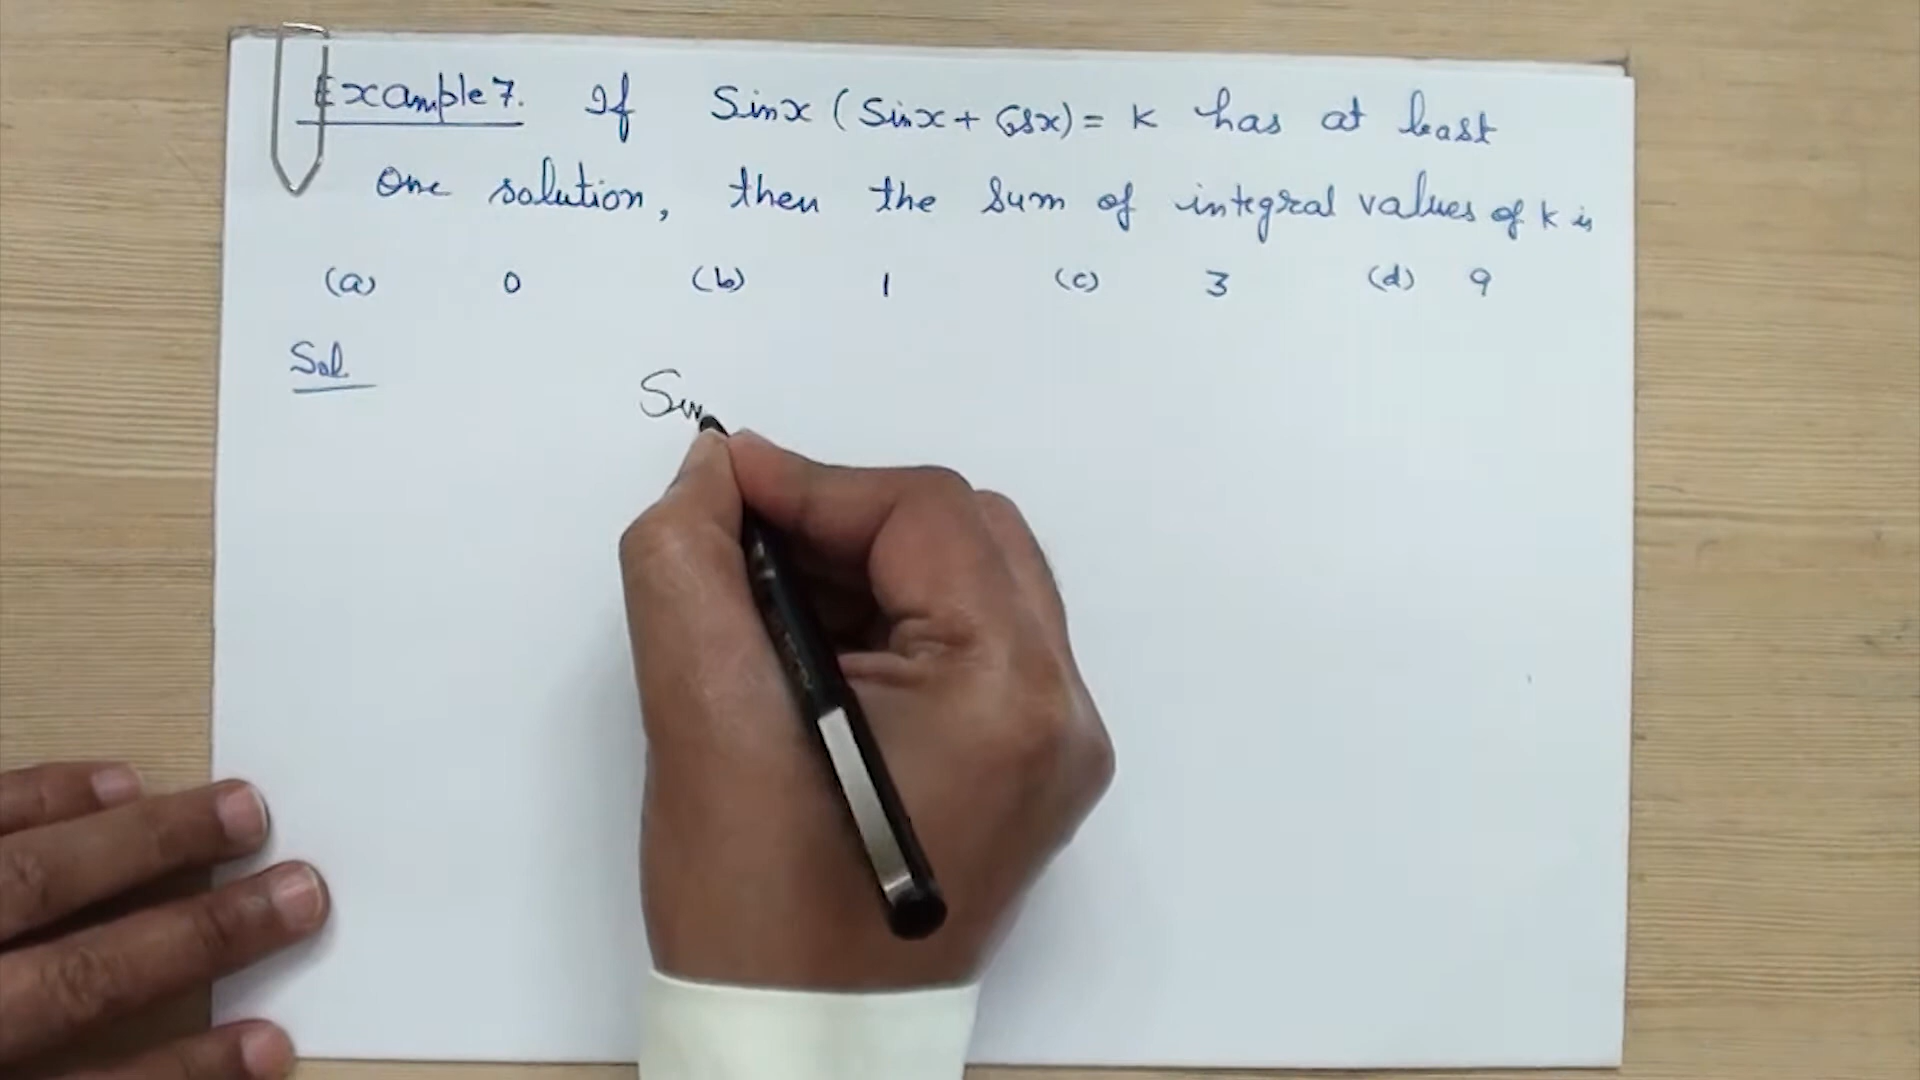 Example 7. If Sinx (Sinx + Cosx) = k has at least
One solution, then the Sum of integral values of k is
(a) 0 (b) 1 (c) 3 (d) 9
Sol
Sin